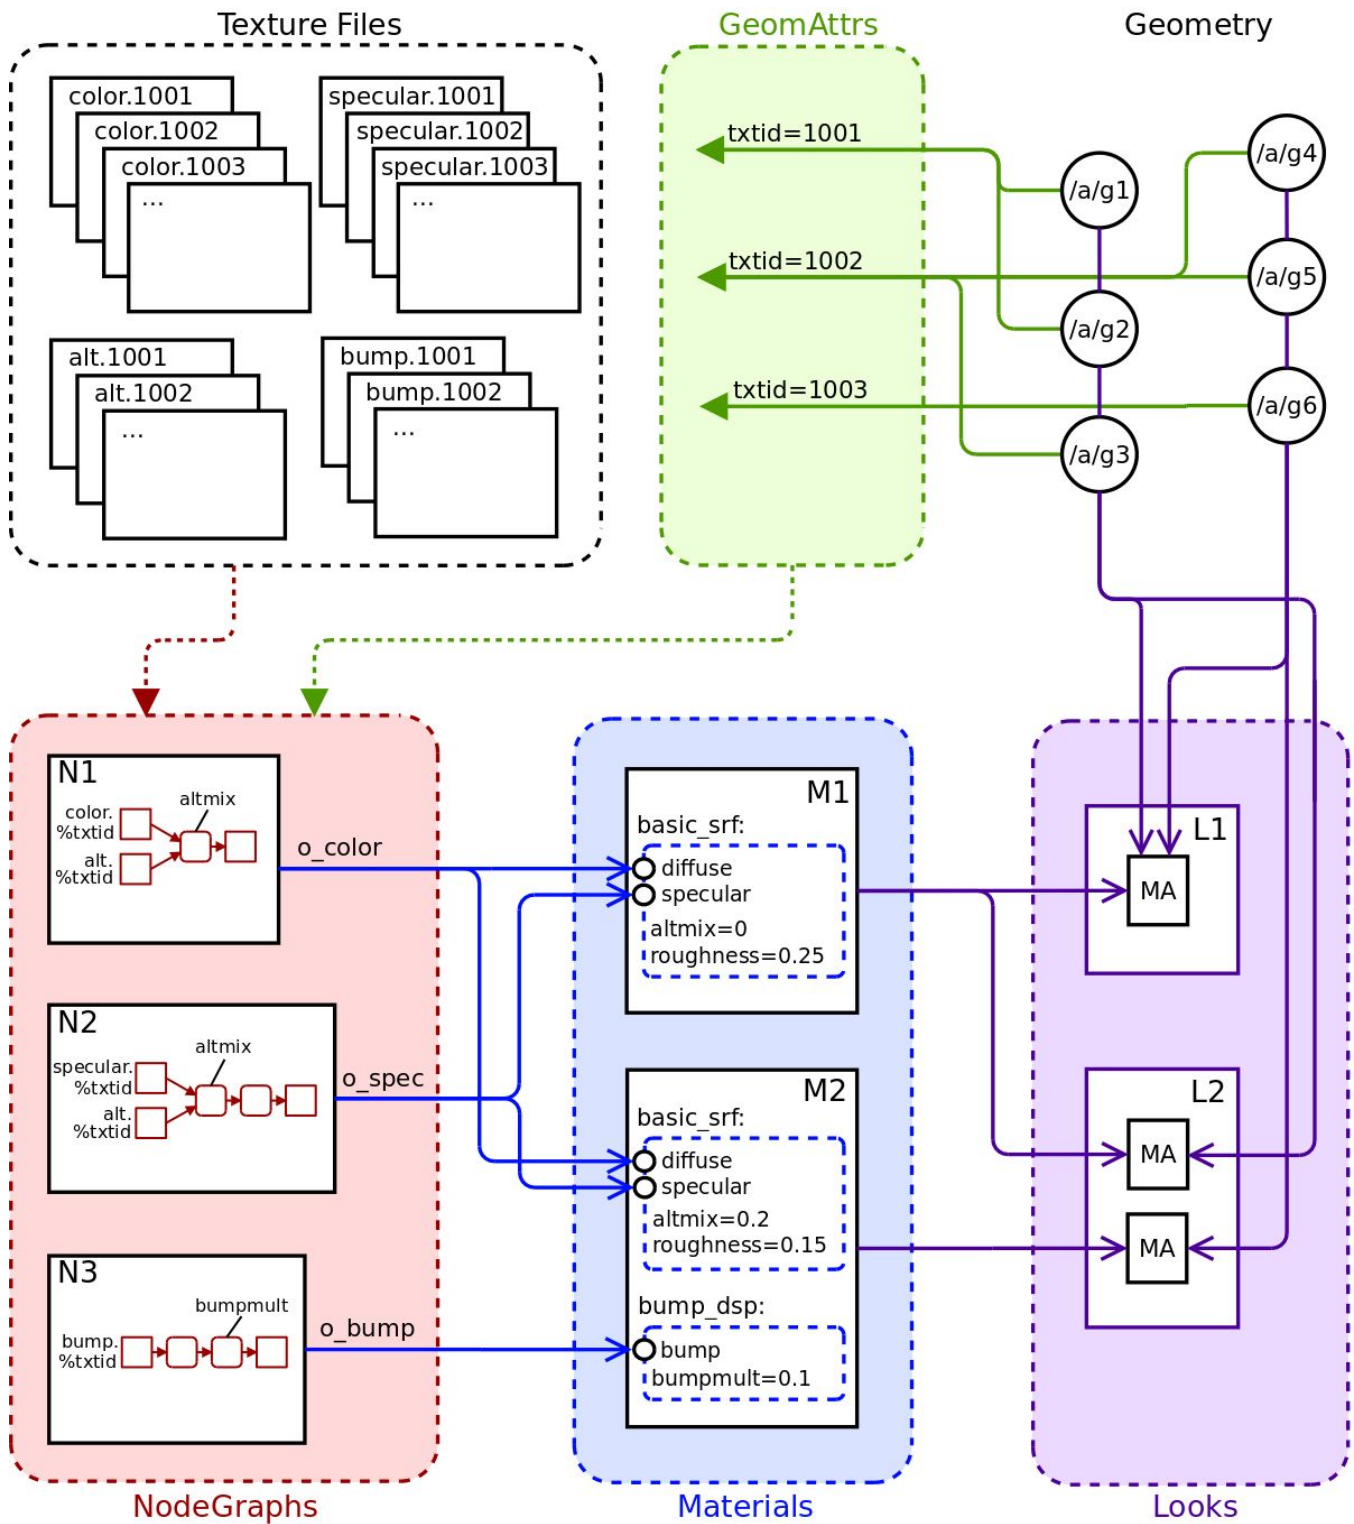 Texture Files
GeomAttrs
Geometry
color.1001
color.1002
color.1003
...
specular.1001
specular.1002
specular.1003
...
alt.1001
alt.1002
...
bump.1001
bump.1002
...
txtid=1001
txtid=1002
txtid=1003
/a/g1
/a/g2
/a/g3
/a/g4
/a/g5
/a/g6
N1
altmix
color.
%txtid
alt.
%txtid
o_color
N2
altmix
specular.
%txtid
alt.
%txtid
o_spec
N3
bumpmult
bump.
%txtid
o_bump
M1
basic_srf:
diffuse
specular
altmix=0
roughness=0.25
M2
basic_srf:
diffuse
specular
altmix=0.2
roughness=0.15
bump_dsp:
bump
bumpmult=0.1
L1
MA
L2
MA
MA
NodeGraphs
Materials
Looks